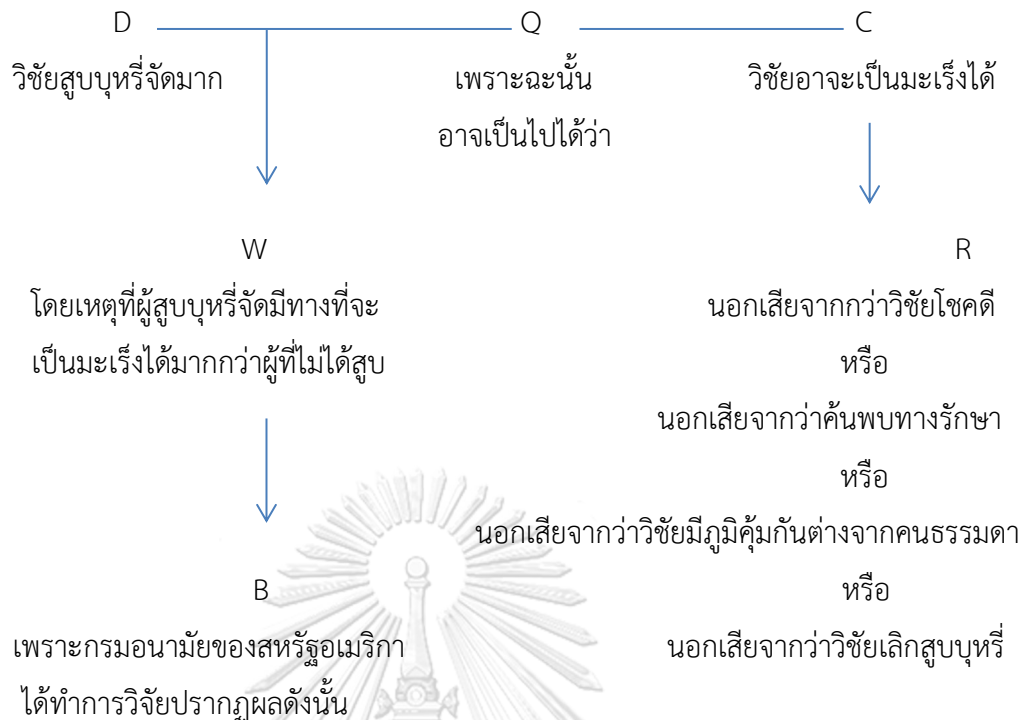 D Q C
วิชัยสูบบุหรี่จัดมาก เพราะฉะนั้น วิชัยอาจะเป็นมะเร็งได้
อาจเป็นไปได้ว่า
W R
โดยเหตุที่ผู้สูบบุหรี่จัดมีทางที่จะ นอกเสียจากกว่าวิชัยโชคดี
เป็นมะเร็งได้มากกว่าผู้ที่ไม่ได้สูบ หรือ
นอกเสียจากว่าค้นพบทางรักษา
หรือ
นอกเสียจากว่าวิชัยมีภูมิคุ้มกันต่างจากคนธรรมดา
B หรือ
เพราะกรมอนามัยของสหรัฐอเมริกา นอกเสียจากว่าวิชัยเลิกสูบบุหรี่
ได้ทำการวิจัยปรากฏผลดังนั้น